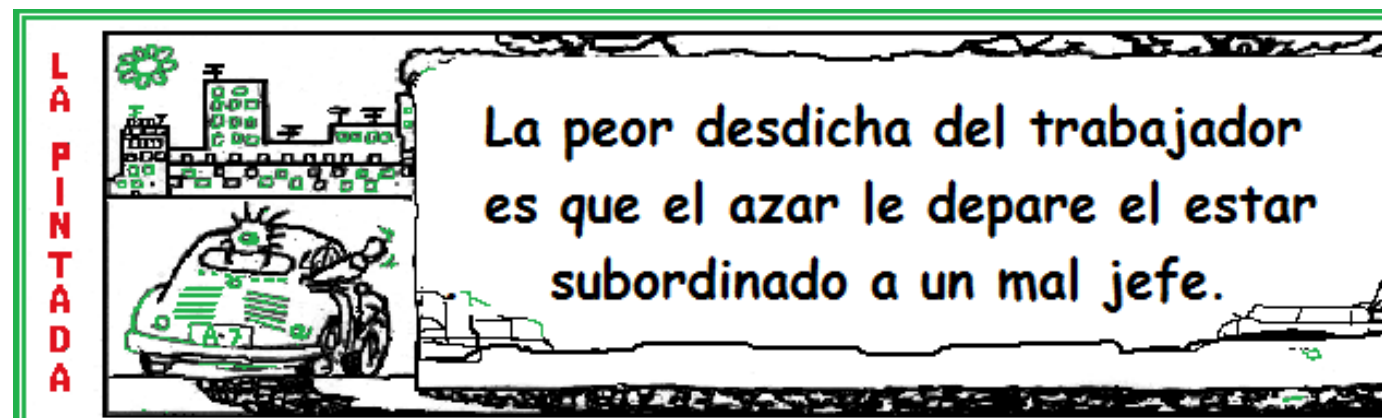 LA PINTADA
La peor desdicha del trabajador
es que el azar le depare el estar
subordinado a un mal jefe.
A-7